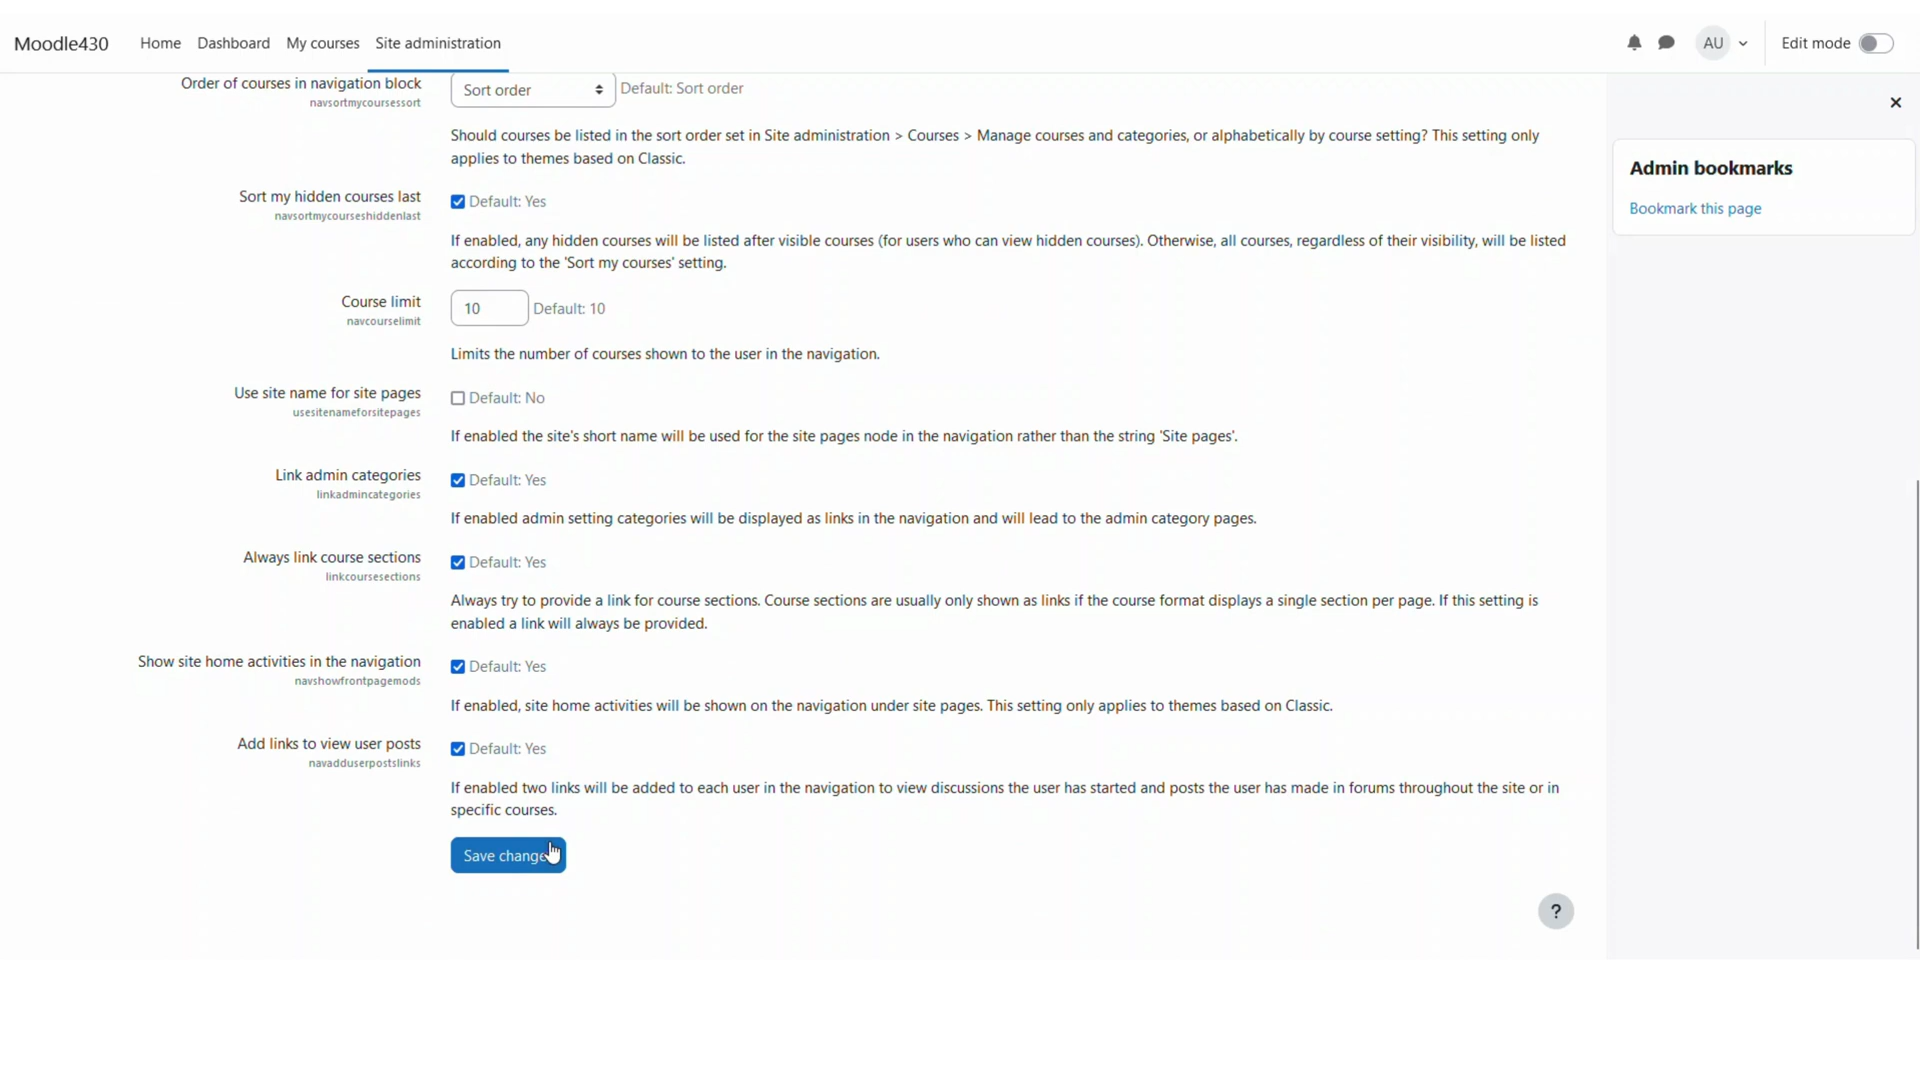 Moodle430 Home Dashboard My courses Site administration AU Edit mode
Order of courses in navigation block Sort order Default: Sort order
navsortmycoursessort
Should courses be listed in the sort order set in Site administration > Courses > Manage courses and categories, or alphabetically by course setting? This setting only
applies to themes based on Classic.
Sort my hidden courses last Default: Yes
navsortmycourseshiddenlast
If enabled, any hidden courses will be listed after visible courses (for users who can view hidden courses). Otherwise, all courses, regardless of their visibility, will be listed
according to the 'Sort my courses' setting.
Course limit 10 Default: 10
navcourselimit
Limits the number of courses shown to the user in the navigation.
Use site name for site pages Default: No
usesitenameforsitepages
If enabled the site's short name will be used for the site pages node in the navigation rather than the string 'Site pages'.
Link admin categories Default: Yes
linkadmincategories
If enabled admin setting categories will be displayed as links in the navigation and will lead to the admin category pages.
Always link course sections Default: Yes
linkcoursesections
Always try to provide a link for course sections. Course sections are usually only shown as links if the course format displays a single section per page. If this setting is
enabled a link will always be provided.
Show site home activities in the navigation Default: Yes
navshowfrontpagemods
If enabled, site home activities will be shown on the navigation under site pages. This setting only applies to themes based on Classic.
Add links to view user posts Default: Yes
navadduserpostslinks
If enabled two links will be added to each user in the navigation to view discussions the user has started and posts the user has made in forums throughout the site or in
specific courses.
Save change
?
Admin bookmarks
Bookmark this page